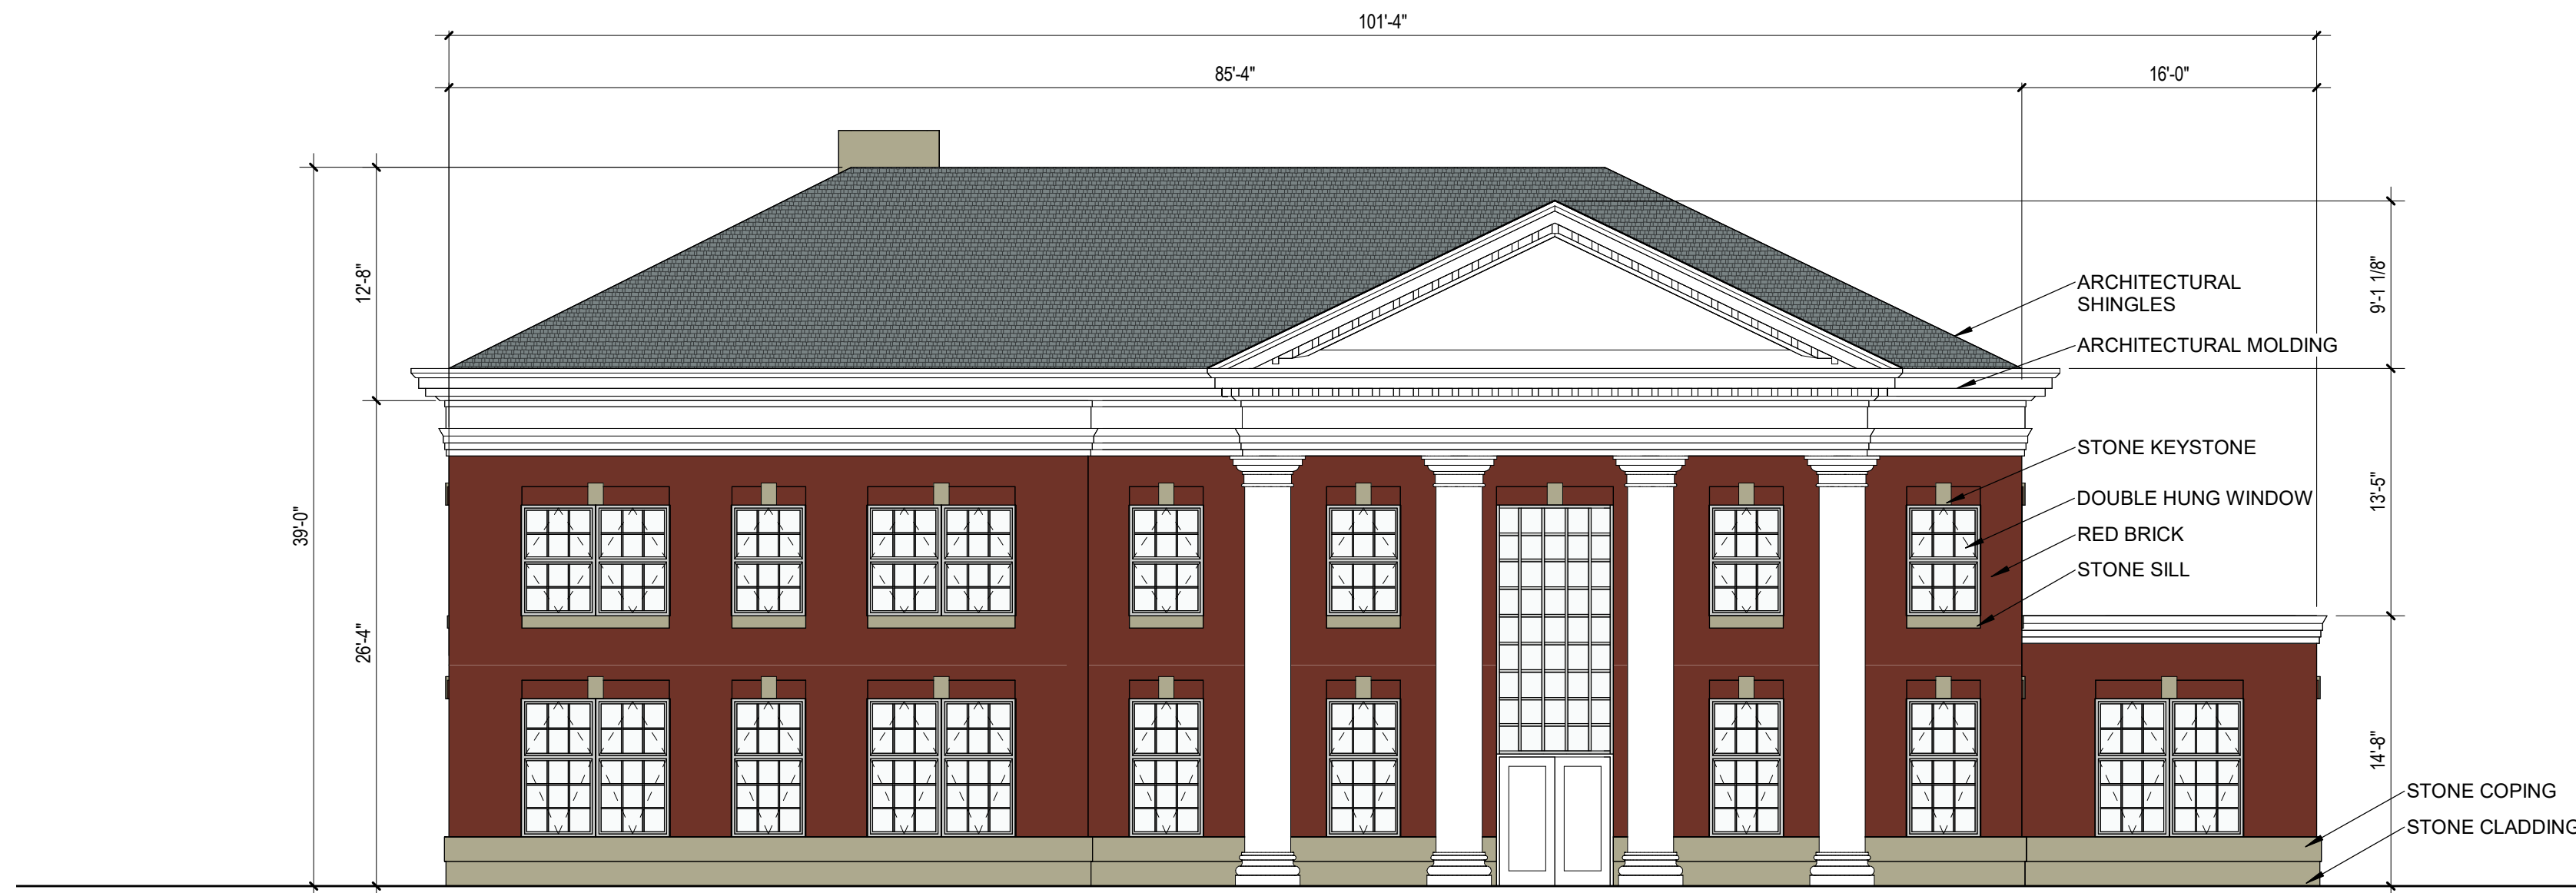 101'-4"
85'-4"
16'-0"
12'-8"
39'-0"
26'-4"
9'-1 1/8"
13'-5"
14'-8"
ARCHITECTURAL
SHINGLES
ARCHITECTURAL MOLDING
STONE KEYSTONE
DOUBLE HUNG WINDOW
RED BRICK
STONE SILL
STONE COPING
STONE CLADDING